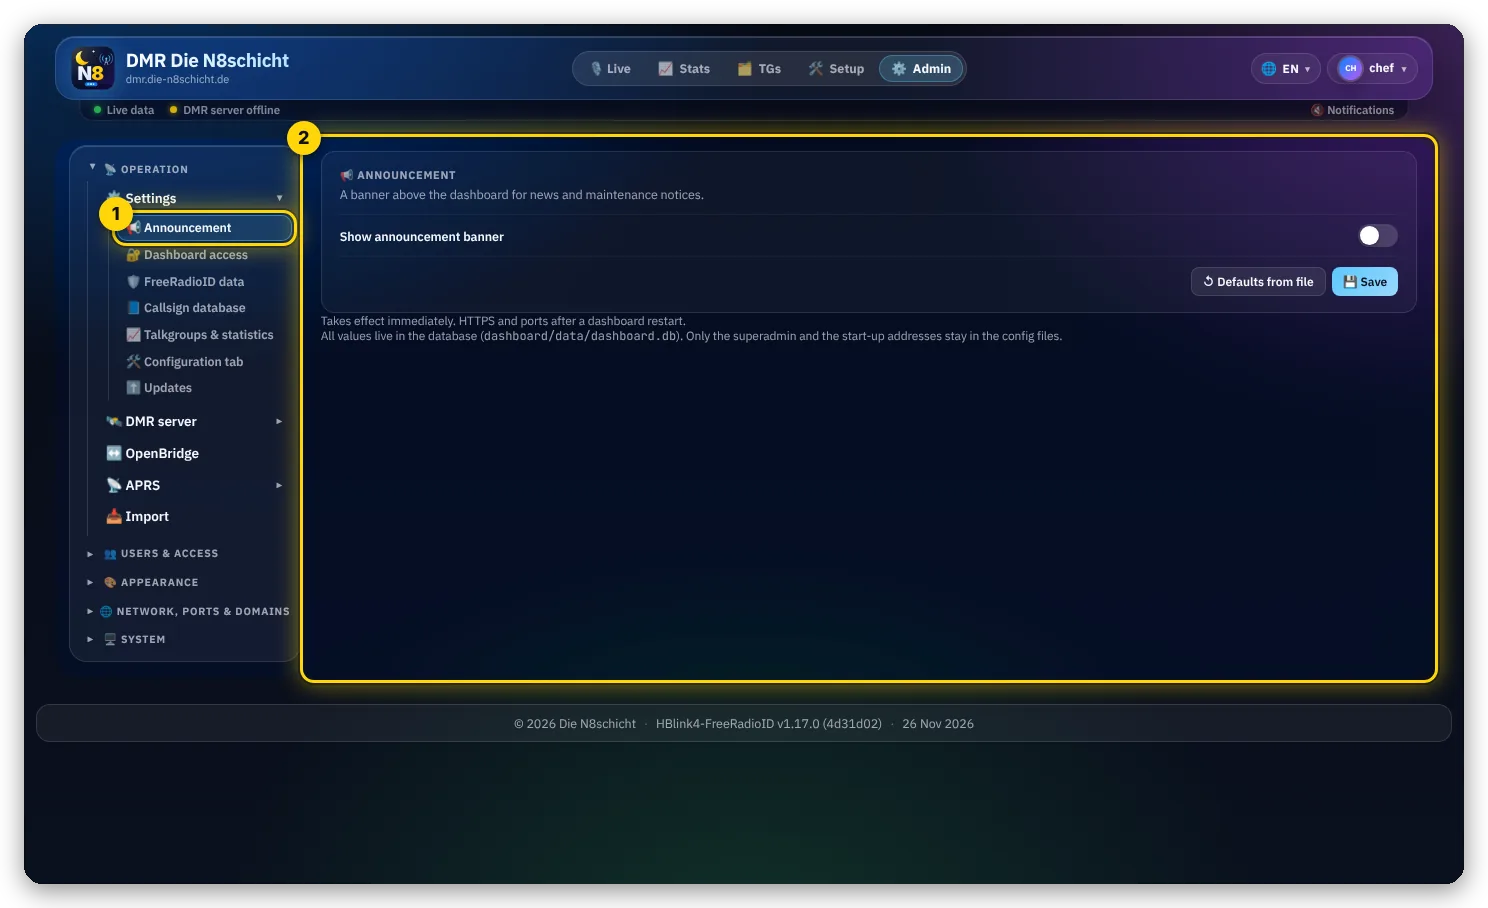 N8
DMR Die N8schicht
dmr.die-n8schicht.de
Live
Stats
TGs
Setup
Admin
EN
CH
chef
Live data
DMR server offline
Notifications
OPERATION
Settings
1
Announcement
Dashboard access
FreeRadioID data
Callsign database
Talkgroups & statistics
Configuration tab
Updates
DMR server
OpenBridge
APRS
Import
USERS & ACCESS
APPEARANCE
NETWORK, PORTS & DOMAINS
SYSTEM
2
ANNOUNCEMENT
A banner above the dashboard for news and maintenance notices.
Show announcement banner
Defaults from file
Save
Takes effect immediately. HTTPS and ports after a dashboard restart.
All values live in the database (dashboard/data/dashboard.db). Only the superadmin and the start-up addresses stay in the config files.
© 2026 Die N8schicht · HBlink4-FreeRadioID v1.17.0 (4d31d02) · 26 Nov 2026